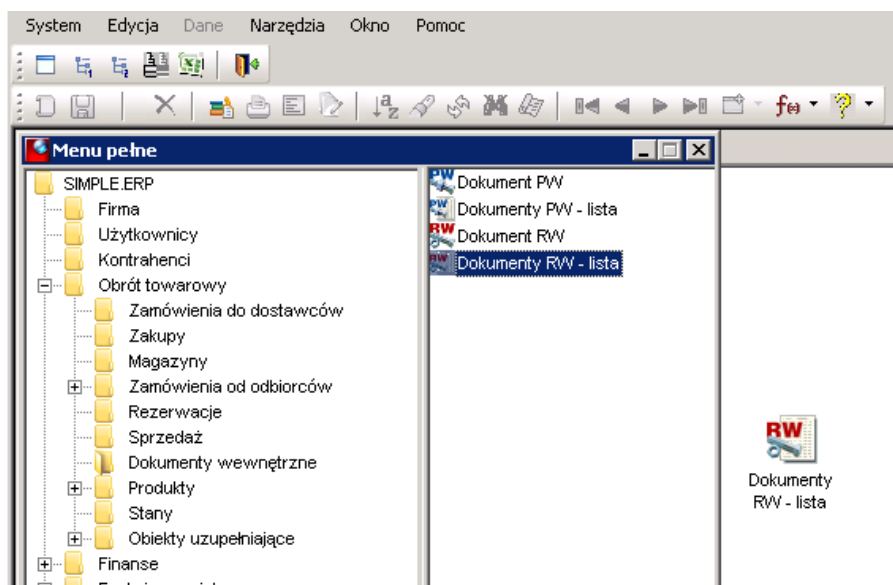 System Edycja Dane Narzędzia Okno Pomoc
Menu pełne
SIMPLE.ERP
Firma
Użytkownicy
Kontrahenci
Obrót towarowy
Zamówienia do dostawców
Zakupy
Magazyny
Zamówienia od odbiorców
Rezerwacje
Sprzedaż
Dokumenty wewnętrzne
Produkty
Stany
Obiekty uzupełniające
Finanse
Dokument PW
Dokumenty PW - lista
Dokument RW
Dokumenty RW - lista
RW
Dokumenty
RW - lista